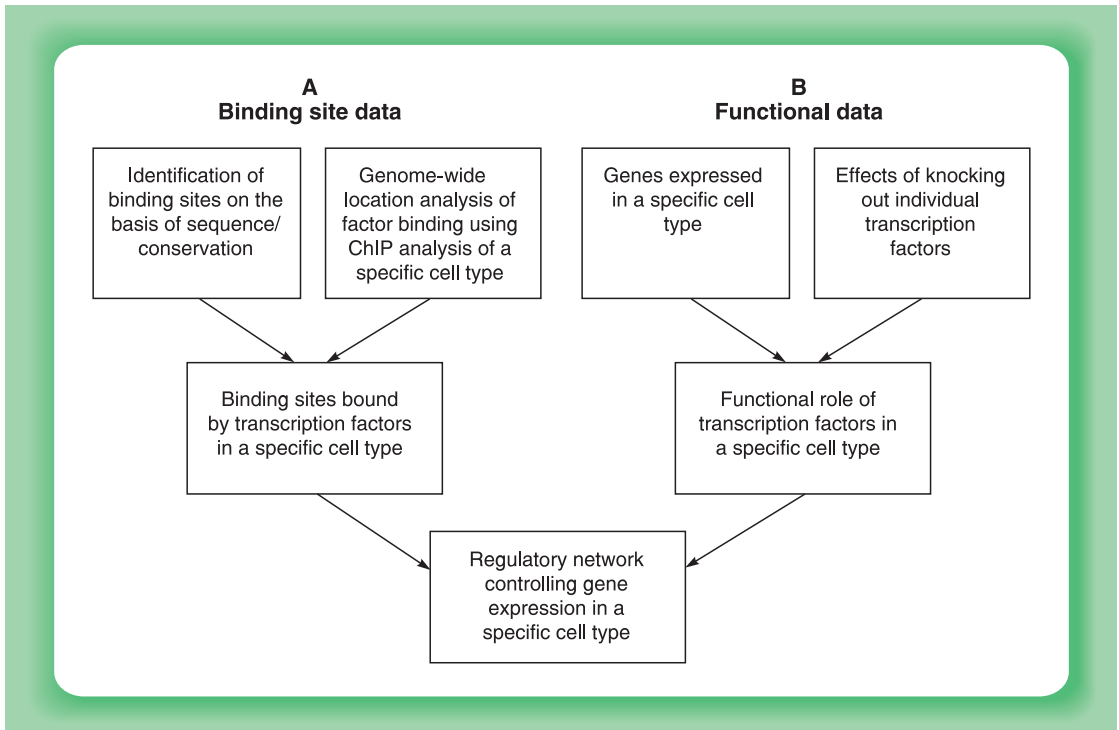 A
Binding site data
B
Functional data
Identification of
binding sites on the
basis of sequence/
conservation
Genome-wide
location analysis of
factor binding using
ChIP analysis of a
specific cell type
Genes expressed
in a specific cell
type
Effects of knocking
out individual
transcription
factors
Binding sites bound
by transcription factors
in a specific cell type
Functional role of
transcription factors in
a specific cell type
Regulatory network
controlling gene
expression in a
specific cell type